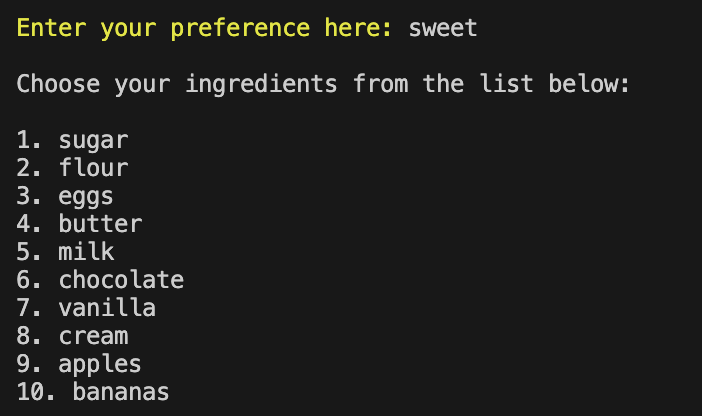 Enter your preference here: sweet
Choose your ingredients from the list below:
1. sugar
2. flour
3. eggs
4. butter
5. milk
6. chocolate
7. vanilla
8. cream
9. apples
10. bananas